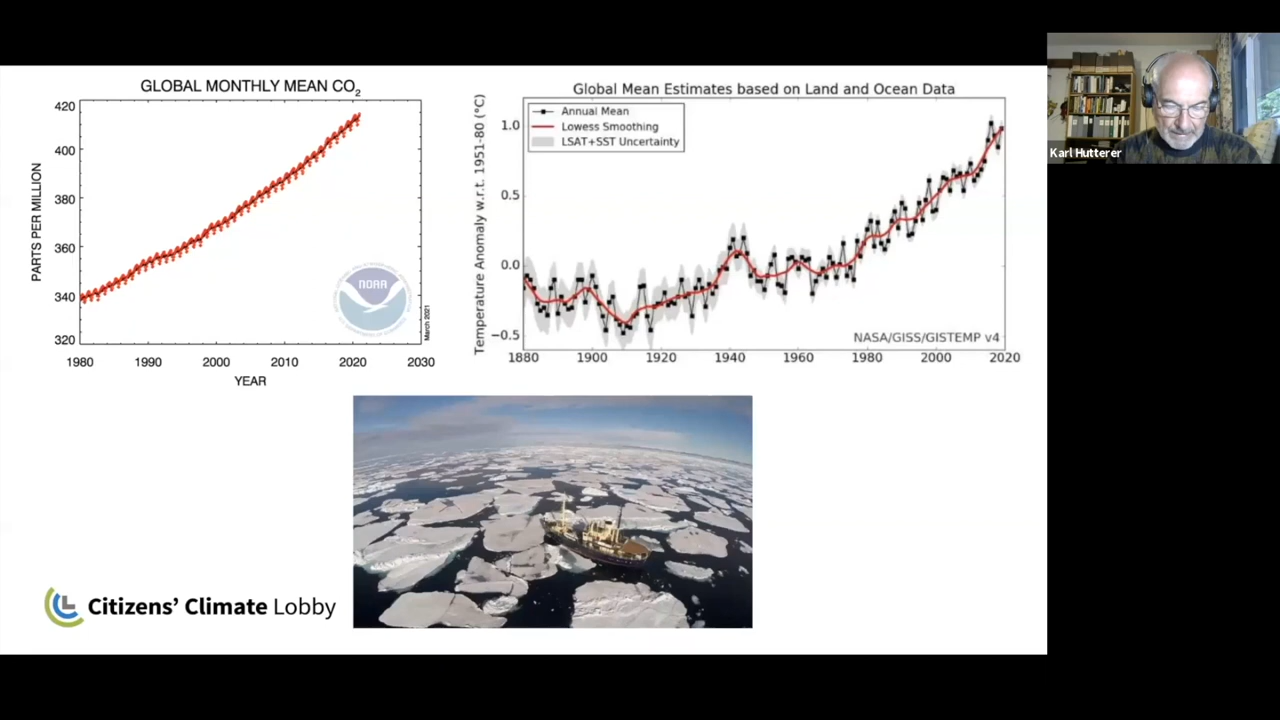 GLOBAL MONTHLY MEAN CO2
PARTS PER MILLION
420
400
380
360
340
320
1980 1990 2000 2010 2020 2030
YEAR
NOAA
March 2021
Global Mean Estimates based on Land and Ocean Data
Temperature Anomaly w.r.t. 1951-80 (°C)
Annual Mean
Lowess Smoothing
LSAT+SST Uncertainty
1.0
0.5
0.0
−0.5
NASA/GISS/GISTEMP v4
1880 1900 1920 1940 1960 1980 2000 2020
Karl Hutterer
Citizens’ Climate Lobby